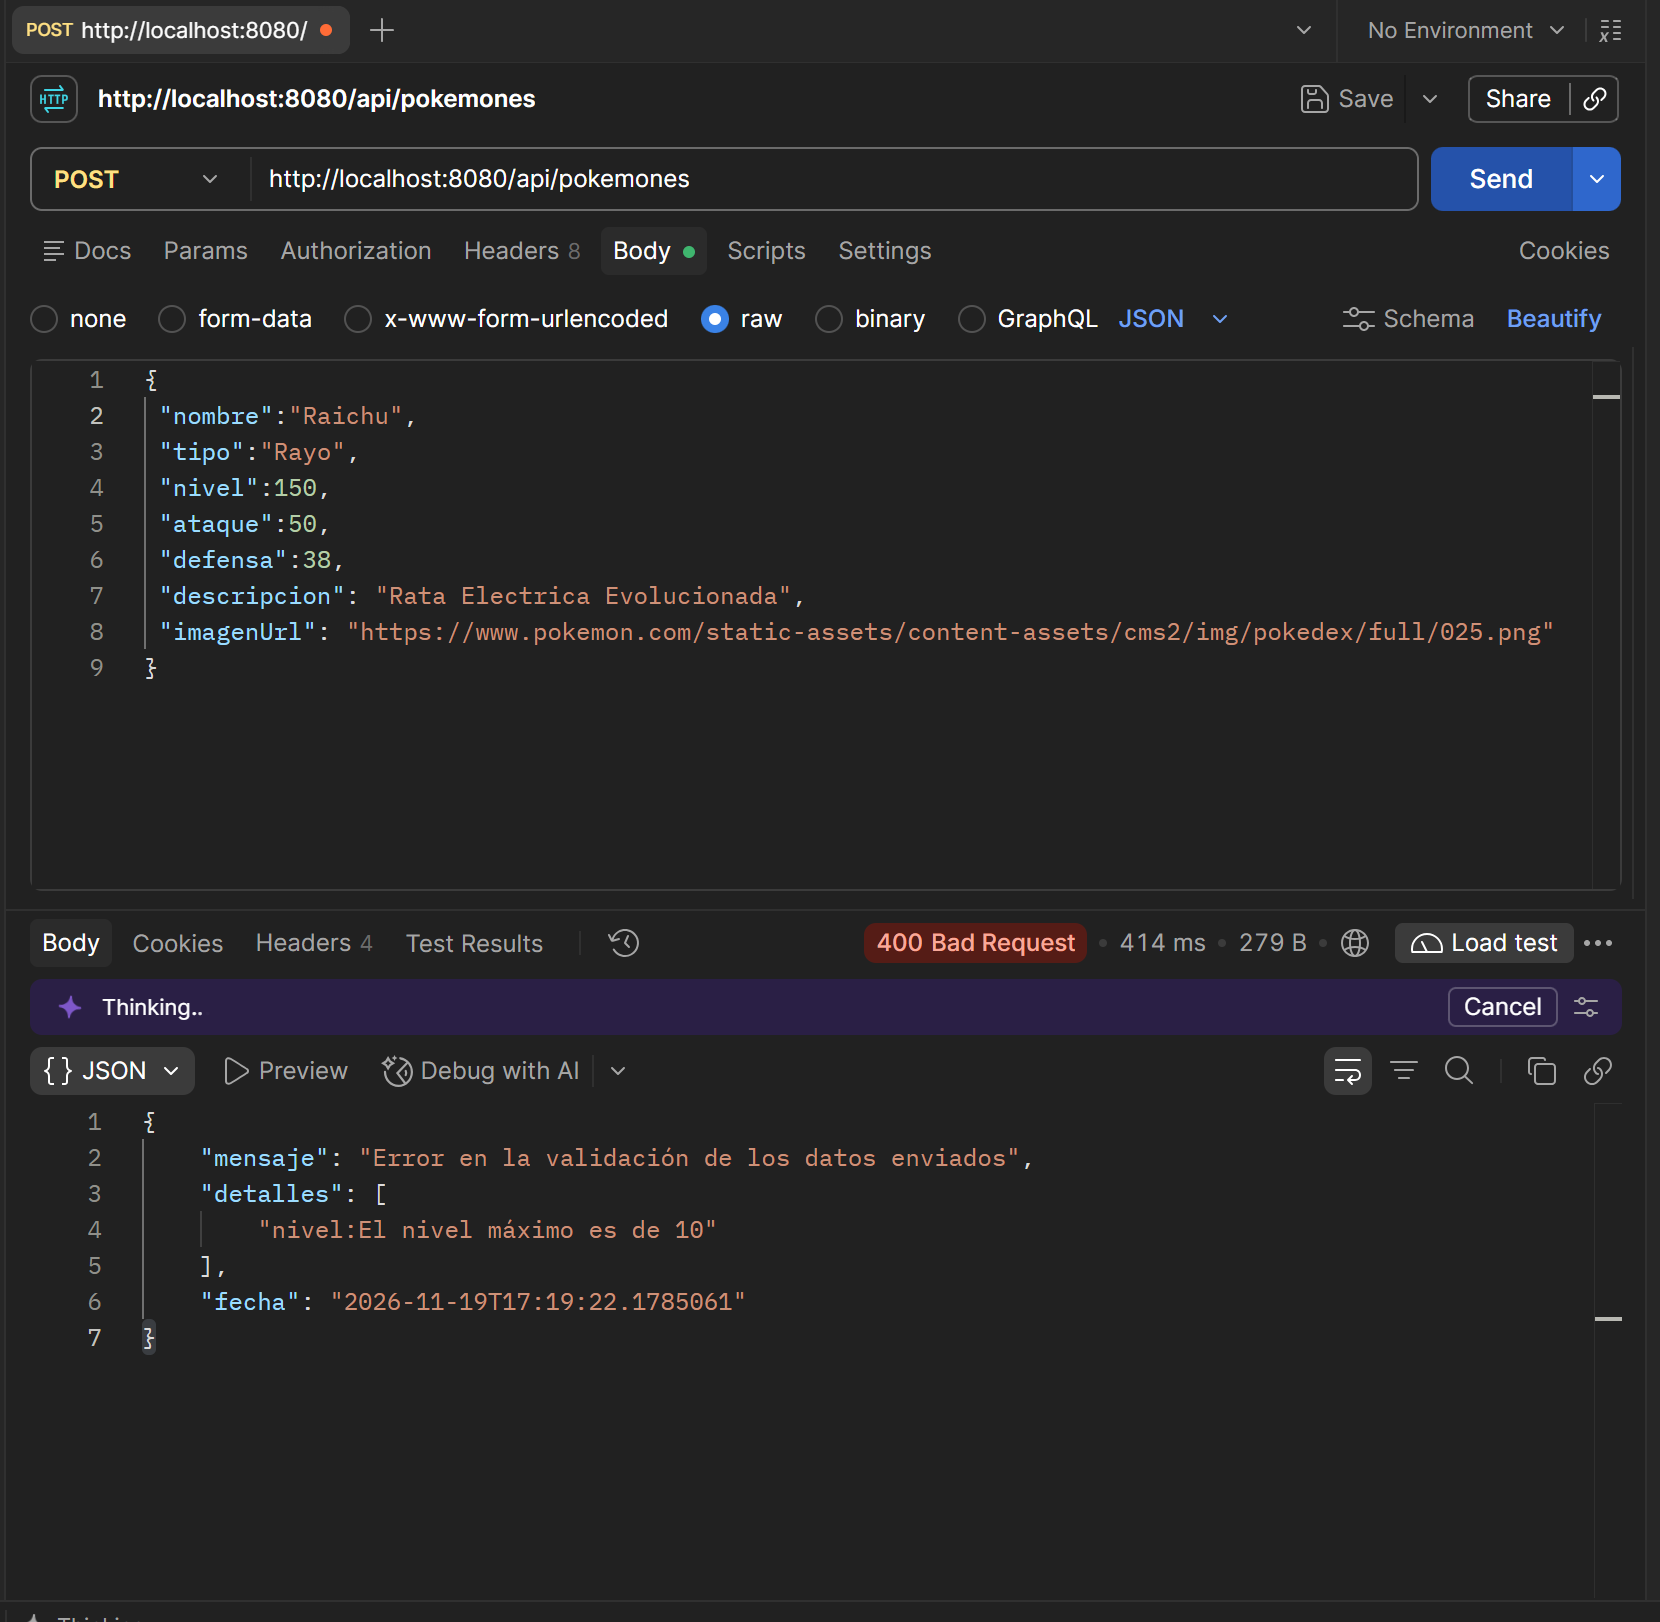 POST http://localhost:8080/
No Environment
HTTP http://localhost:8080/api/pokemones
Save
Share
POST http://localhost:8080/api/pokemones
Send
Docs Params Authorization Headers 8 Body Scripts Settings Cookies
none form-data x-www-form-urlencoded raw binary GraphQL JSON Schema Beautify
1 {
2 "nombre":"Raichu",
3 "tipo":"Rayo",
4 "nivel":150,
5 "ataque":50,
6 "defensa":38,
7 "descripcion": "Rata Electrica Evolucionada",
8 "imagenUrl": "https://www.pokemon.com/static-assets/content-assets/cms2/img/pokedex/full/025.png"
9 }
Body Cookies Headers 4 Test Results 400 Bad Request • 414 ms • 279 B • Load test
Thinking..
Cancel
{} JSON Preview Debug with AI
1 {
2 "mensaje": "Error en la validación de los datos enviados",
3 "detalles": [
4 "nivel:El nivel máximo es de 10"
5 ],
6 "fecha": "2026-11-19T17:19:22.1785061"
7 }